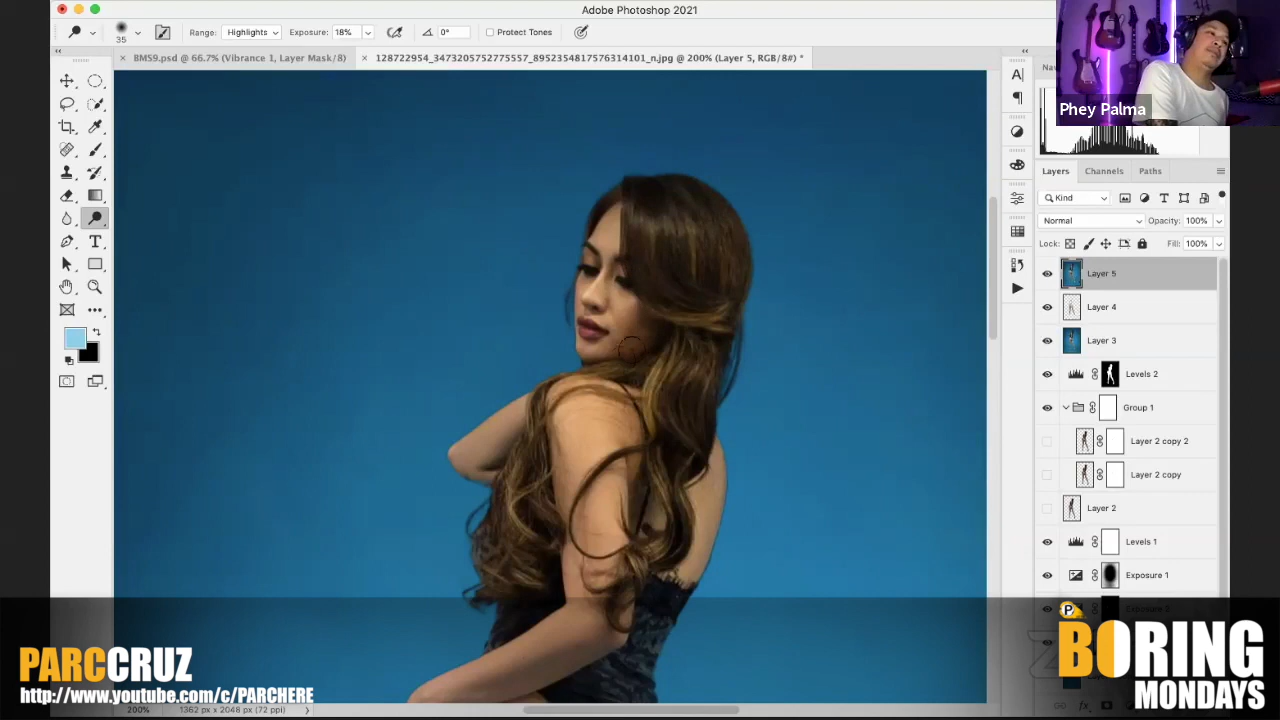 Adobe Photoshop 2021
35
Range: Highlights
Exposure: 18%
0°
Protect Tones
BMS9.psd @ 66.7% (Vibrance 1, Layer Mask/8)
128722954_3473205752775557_8952354817576314101_n.jpg @ 200% (Layer 5, RGB/8#) *
Phey Palma
Layers
Channels
Paths
Kind
Normal
Opacity: 100%
Lock:
Fill: 100%
Layer 5
Layer 4
Layer 3
Levels 2
Group 1
Layer 2 copy 2
Layer 2 copy
Layer 2
Levels 1
Exposure 1
PARCCRUZ
http://www.youtube.com/c/PARCHERE
P
BORING
MONDAYS
200%
1362 px x 2048 px (72 ppi)